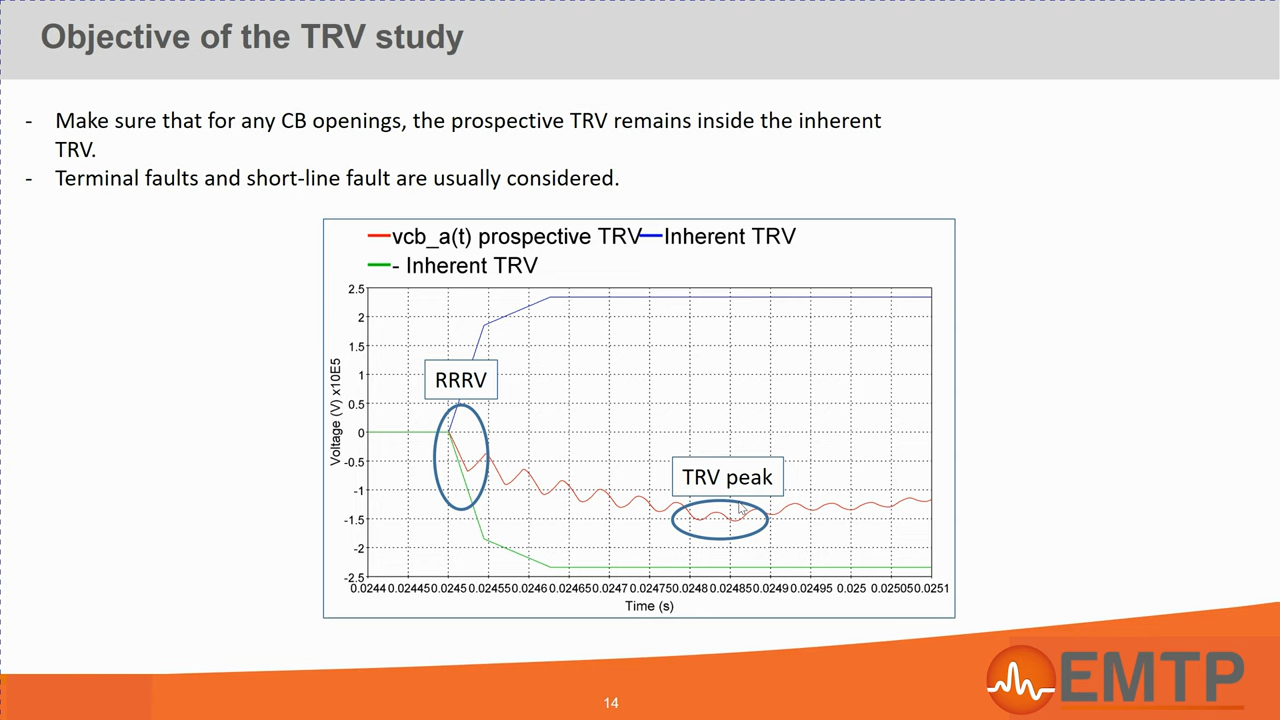 Objective of the TRV study
- Make sure that for any CB openings, the prospective TRV remains inside the inherent
TRV.
- Terminal faults and short-line fault are usually considered.
vcb_a(t) prospective TRV Inherent TRV
- Inherent TRV
2.5
2
1.5
1
0.5
0
-0.5
-1
-1.5
-2
-2.5
Voltage (V) x10E5
RRRV
TRV peak
0.0244 0.02445 0.0245 0.02455 0.0246 0.02465 0.0247 0.02475 0.0248 0.02485 0.0249 0.02495 0.025 0.02505 0.0251
Time (s)
14
EMTP